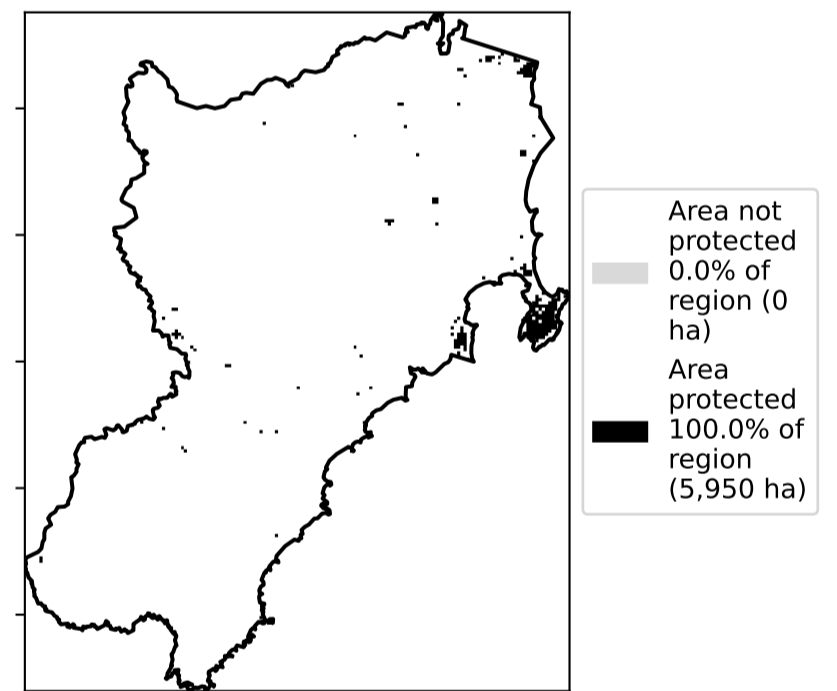 Area not
protected
0.0% of
region (0
ha)
Area
protected
100.0% of
region
(5,950 ha)